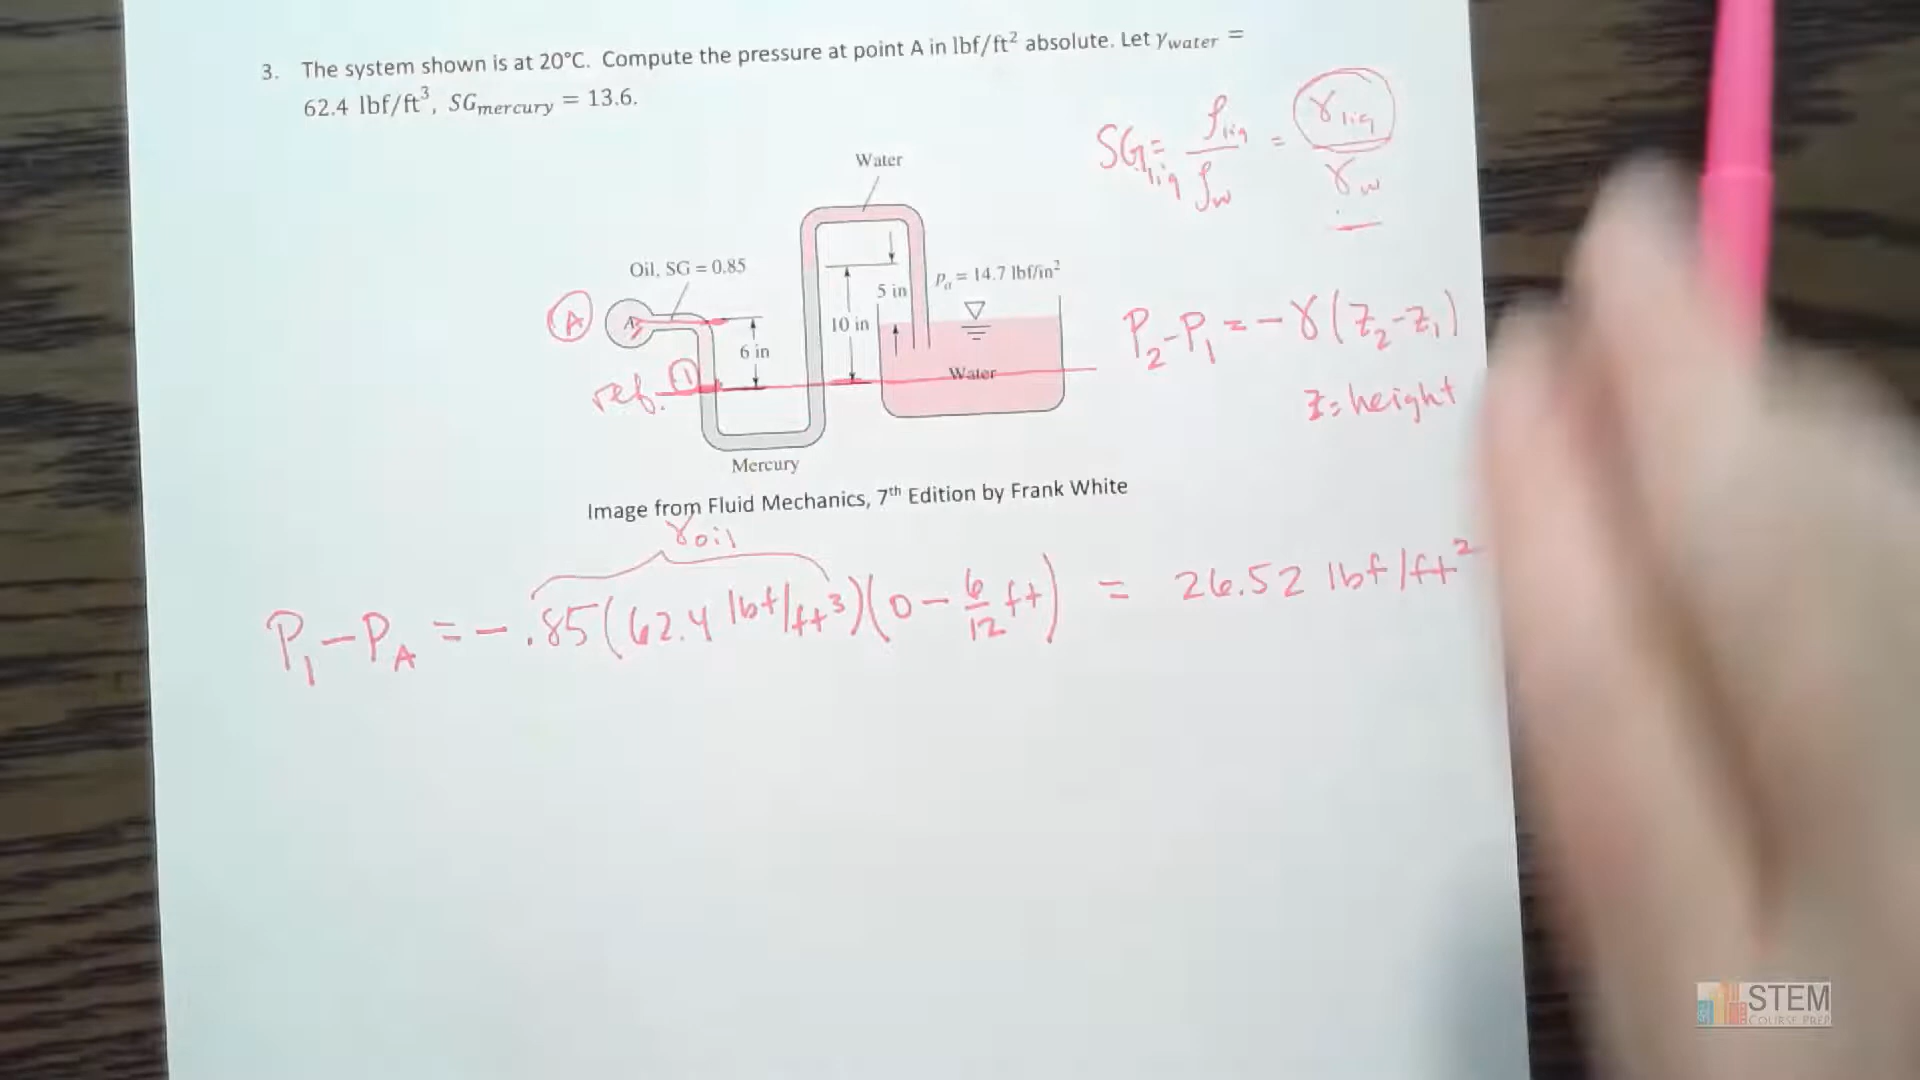 3. The system shown is at 20°C. Compute the pressure at point A in lbf/ft² absolute. Let γwater =
62.4 lbf/ft³, SGmercury = 13.6.
SGliq = ρliq/ρw = γliq/γw
Water
Oil, SG = 0.85
pa = 14.7 lbf/in²
A
A
5 in
10 in
6 in
P2-P1 = -γ(z2-z1)
ref.
1
Water
z = height
Mercury
Image from Fluid Mechanics, 7th Edition by Frank White
γoil
P1 - PA = - .85(62.4 lbf/ft³)(0 - 6/12 ft) = 26.52 lbf/ft²
STEM
COURSE PREP